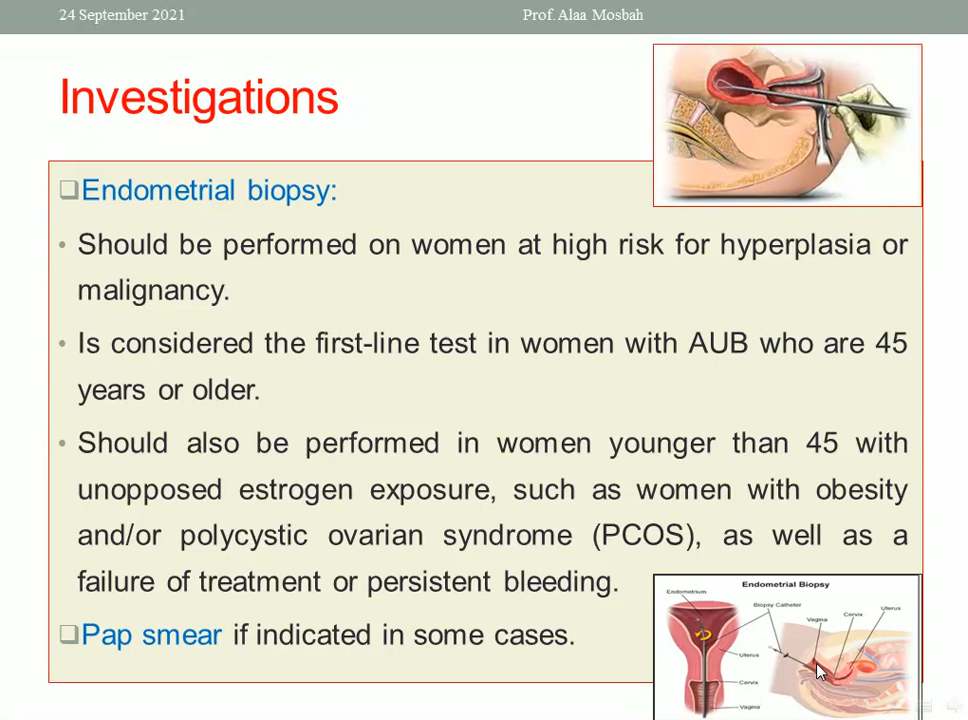 24 September 2021
Prof. Alaa Mosbah
Investigations
Endometrial biopsy:
• Should be performed on women at high risk for hyperplasia or
malignancy.
• Is considered the first-line test in women with AUB who are 45
years or older.
• Should also be performed in women younger than 45 with
unopposed estrogen exposure, such as women with obesity
and/or polycystic ovarian syndrome (PCOS), as well as a
failure of treatment or persistent bleeding.
Pap smear if indicated in some cases.
Endometrial Biopsy
Endometrium
Biopsy Catheter
Vagina
Cervix
Uterus
Uterus
Cervix
Vagina